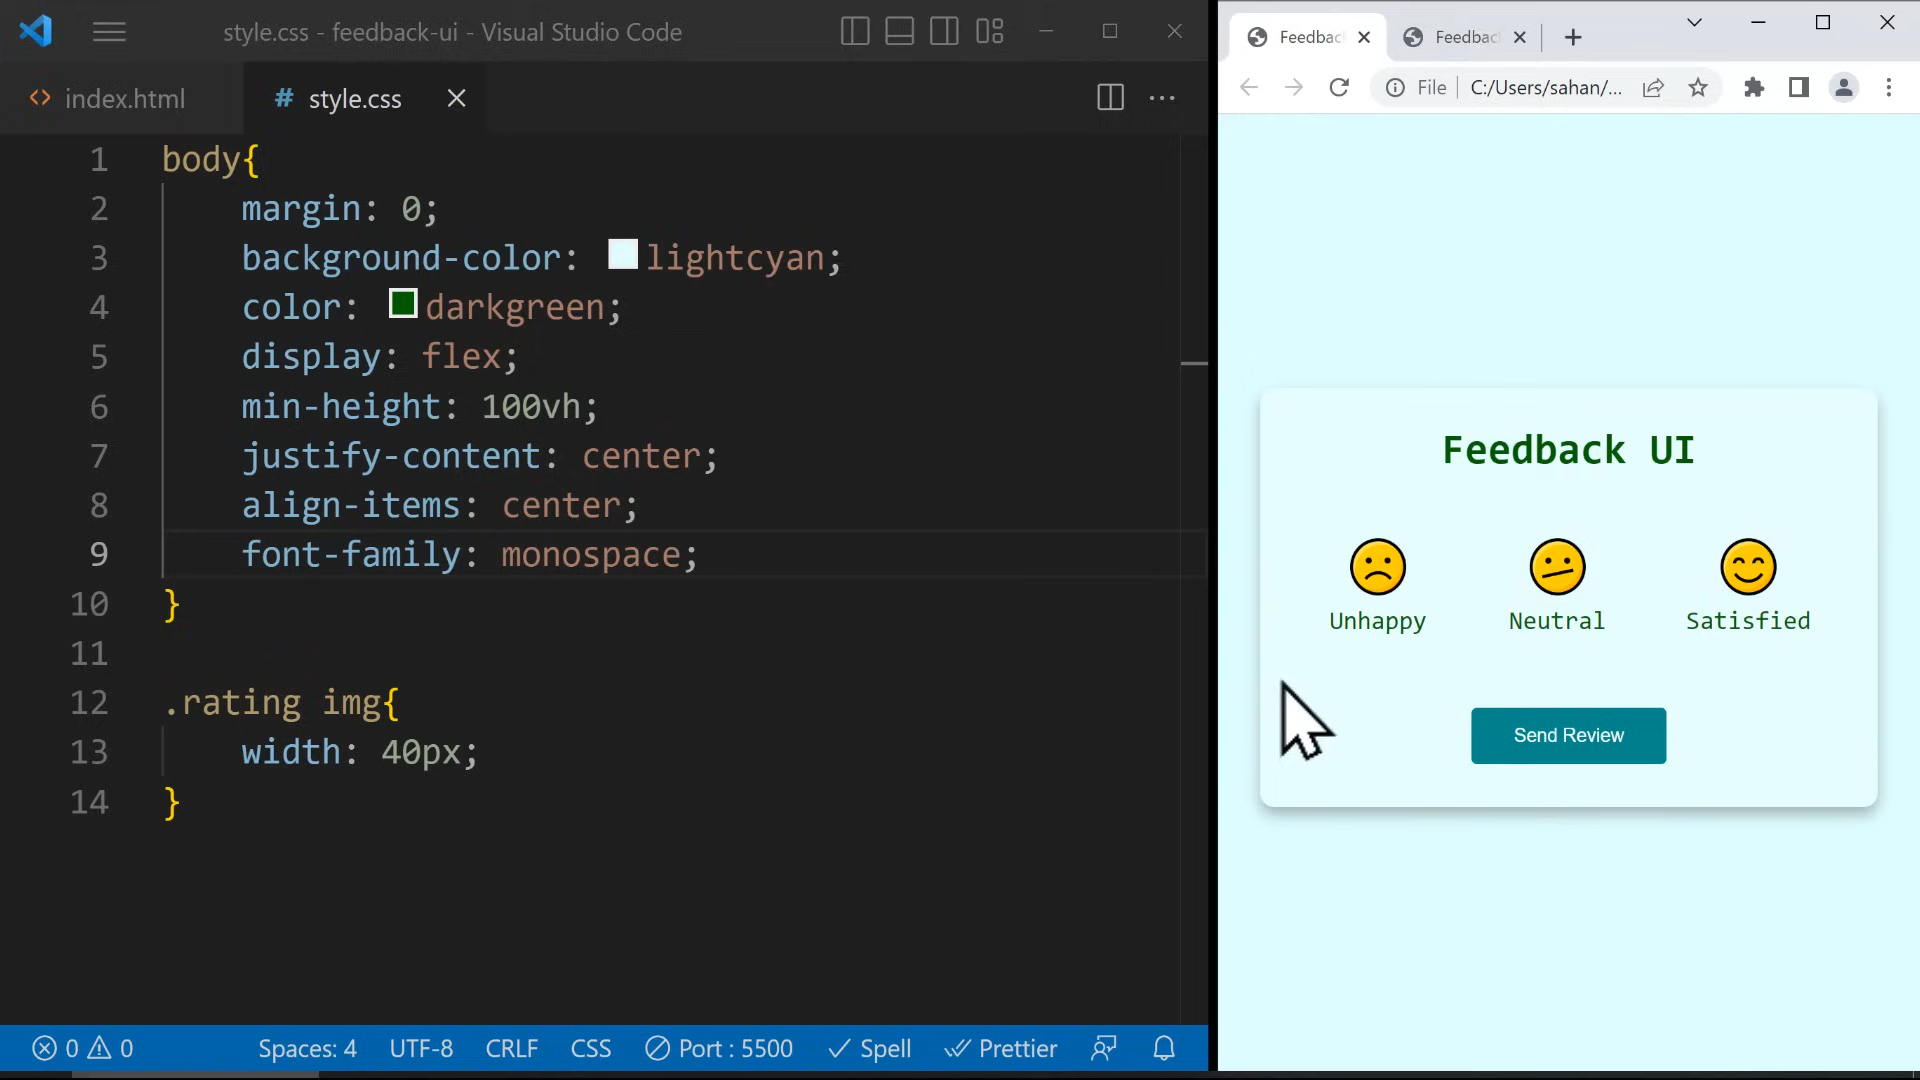 style.css - feedback-ui - Visual Studio Code
index.html
# style.css
1 body{
2     margin: 0;
3     background-color: lightcyan;
4     color: darkgreen;
5     display: flex;
6     min-height: 100vh;
7     justify-content: center;
8     align-items: center;
9     font-family: monospace;
10 }
11
12 .rating img{
13     width: 40px;
14 }
0 0 Spaces: 4 UTF-8 CRLF CSS Port : 5500 Spell Prettier
Feedbac Feedbac
File C:/Users/sahan/...
Feedback UI
Unhappy Neutral Satisfied
Send Review